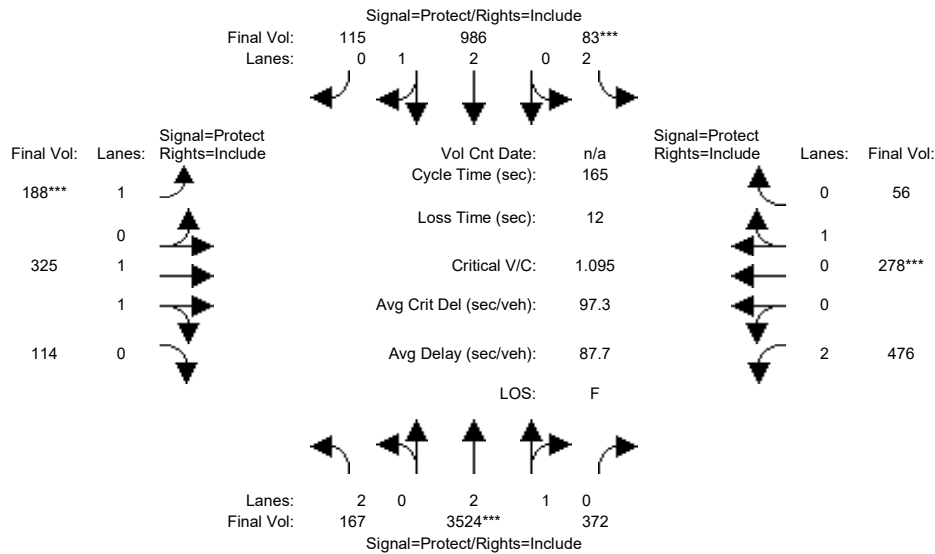 Signal=Protect/Rights=Include
Final Vol: 115 986 83***
Lanes: 0 1 2 0 2
Signal=Protect Signal=Protect
Final Vol: Lanes: Rights=Include Vol Cnt Date: n/a Rights=Include Lanes: Final Vol:
Cycle Time (sec): 165
188*** 1 0 56
Loss Time (sec): 12
0 1
325 1 Critical V/C: 1.095 0 278***
1 Avg Crit Del (sec/veh): 97.3 0
114 0 Avg Delay (sec/veh): 87.7 2 476
LOS: F
Lanes: 2 0 2 1 0
Final Vol: 167 3524*** 372
Signal=Protect/Rights=Include